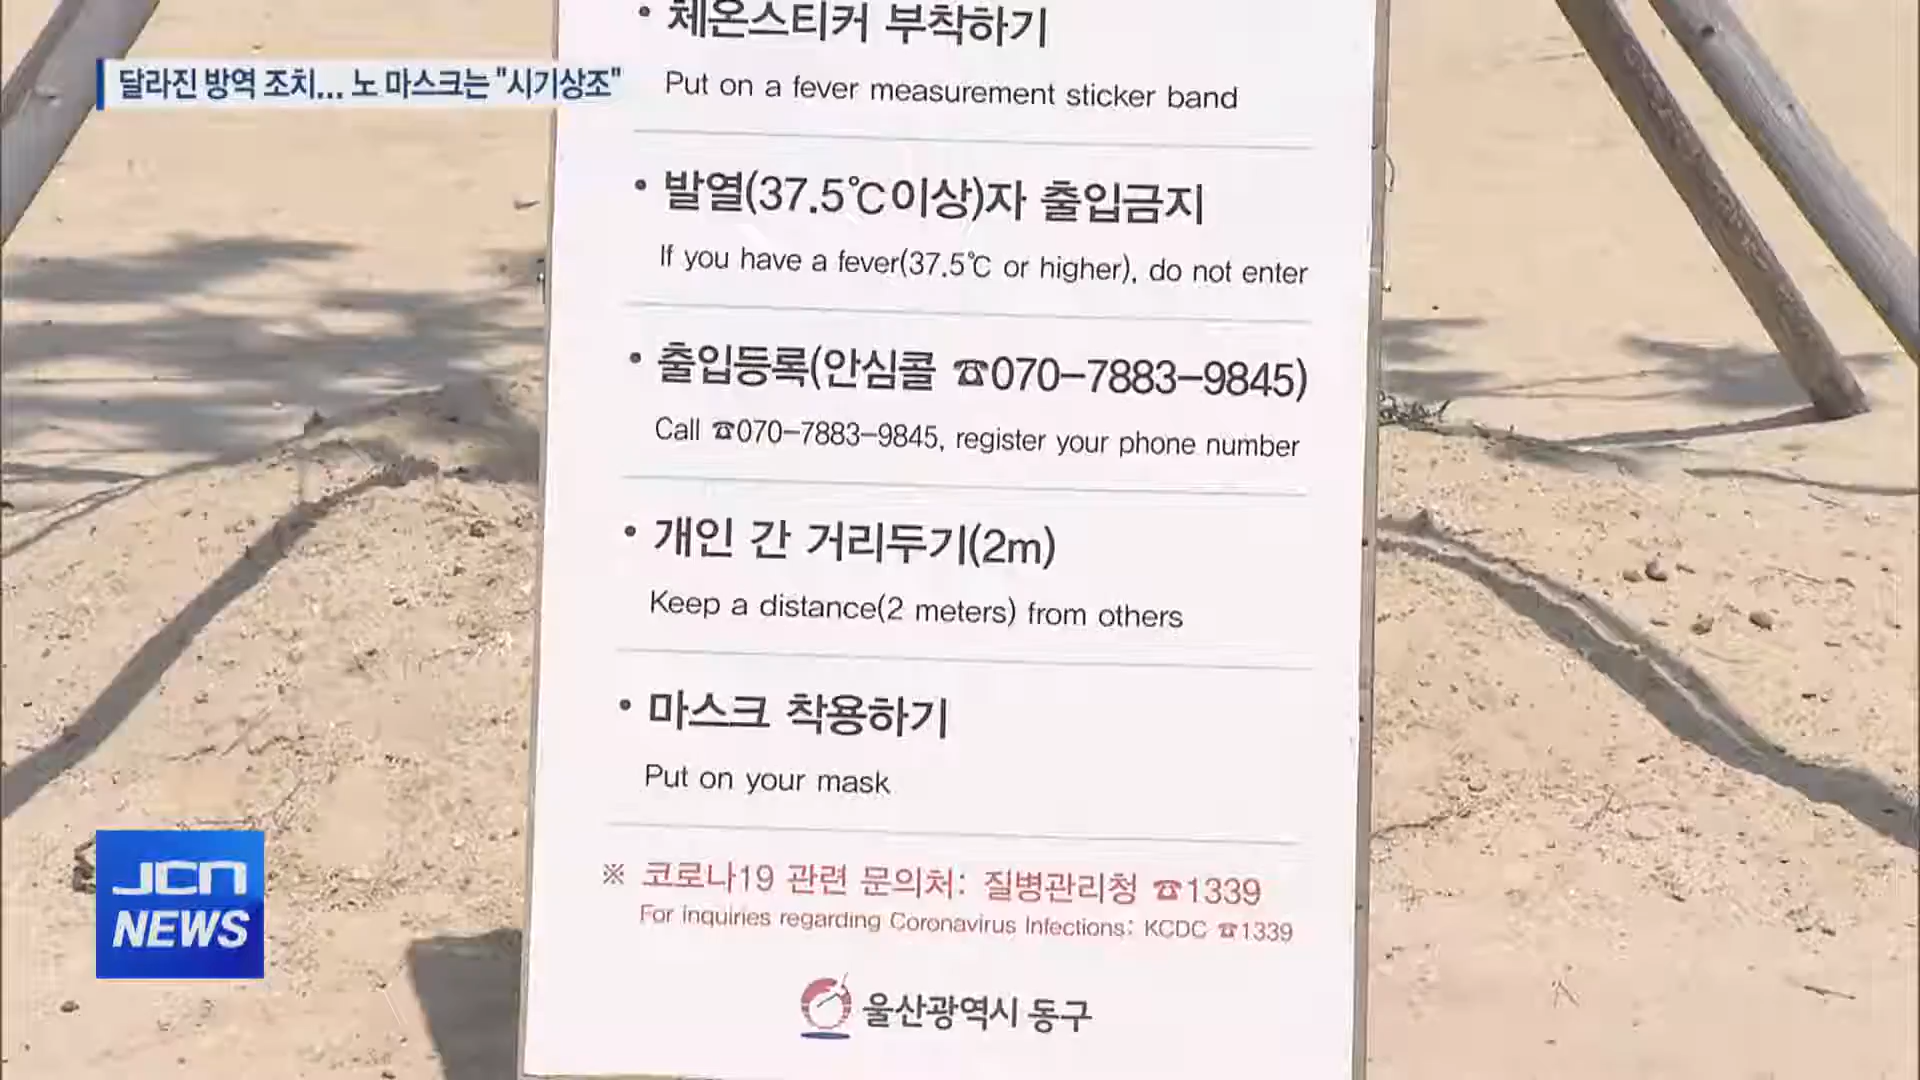 • 체온스티커 부착하기
달라진 방역 조치... 노 마스크는 "시기상조"
Put on a fever measurement sticker band
• 발열(37.5℃이상)자 출입금지
If you have a fever(37.5℃ or higher), do not enter
• 출입등록(안심콜 ☎070-7883-9845)
Call ☎070-7883-9845, register your phone number
• 개인 간 거리두기(2m)
Keep a distance(2 meters) from others
• 마스크 착용하기
Put on your mask
※ 코로나19 관련 문의처: 질병관리청 ☎1339
For inquiries regarding Coronavirus Infections: KCDC ☎1339
울산광역시 동구
JCN
NEWS